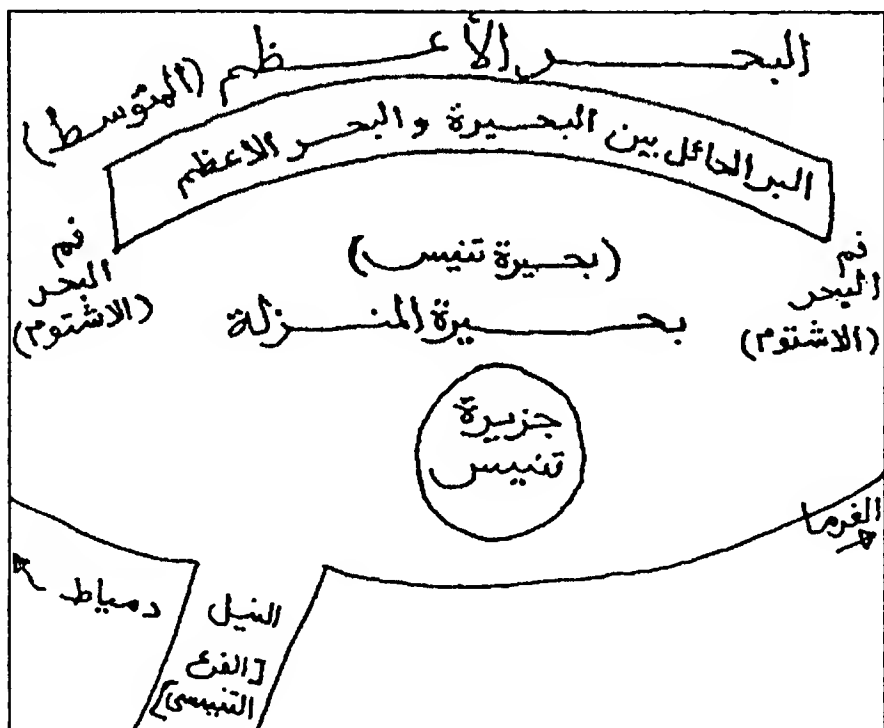 البحر الأعظم (المتوسط)
البر الحائل بين البحيرة والبحر الاعظم
فم
البحر
(الاشتوم)
(بحيرة تنيس)
بحيرة المنزلة
فم
البحر
(الاشتوم)
جزيرة
تنيس
الفرما
دمياط
النيل
[الفرع
التنيسى]